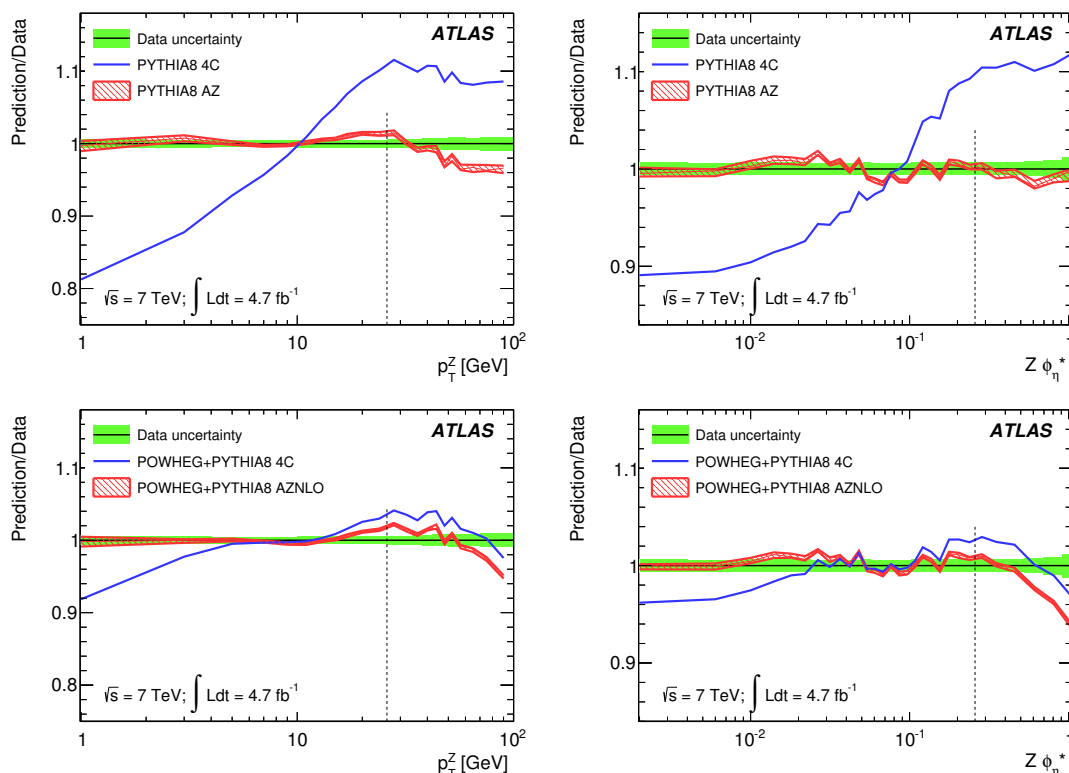 Prediction/Data
ATLAS
Data uncertainty
PYTHIA8 4C
PYTHIA8 AZ
1.1
1
0.9
0.8
√s = 7 TeV; ∫ Ldt = 4.7 fb⁻¹
1 10 10²
p_T^Z [GeV]
Prediction/Data
ATLAS
Data uncertainty
PYTHIA8 4C
PYTHIA8 AZ
1.1
1
0.9
√s = 7 TeV; ∫ Ldt = 4.7 fb⁻¹
10⁻² 10⁻¹ 1
Z ϕ_η*
Prediction/Data
ATLAS
Data uncertainty
POWHEG+PYTHIA8 4C
POWHEG+PYTHIA8 AZNLO
1.1
1
0.9
0.8
√s = 7 TeV; ∫ Ldt = 4.7 fb⁻¹
1 10 10²
p_T^Z [GeV]
Prediction/Data
ATLAS
Data uncertainty
POWHEG+PYTHIA8 4C
POWHEG+PYTHIA8 AZNLO
1.1
1
0.9
√s = 7 TeV; ∫ Ldt = 4.7 fb⁻¹
10⁻² 10⁻¹ 1
Z ϕ_η*